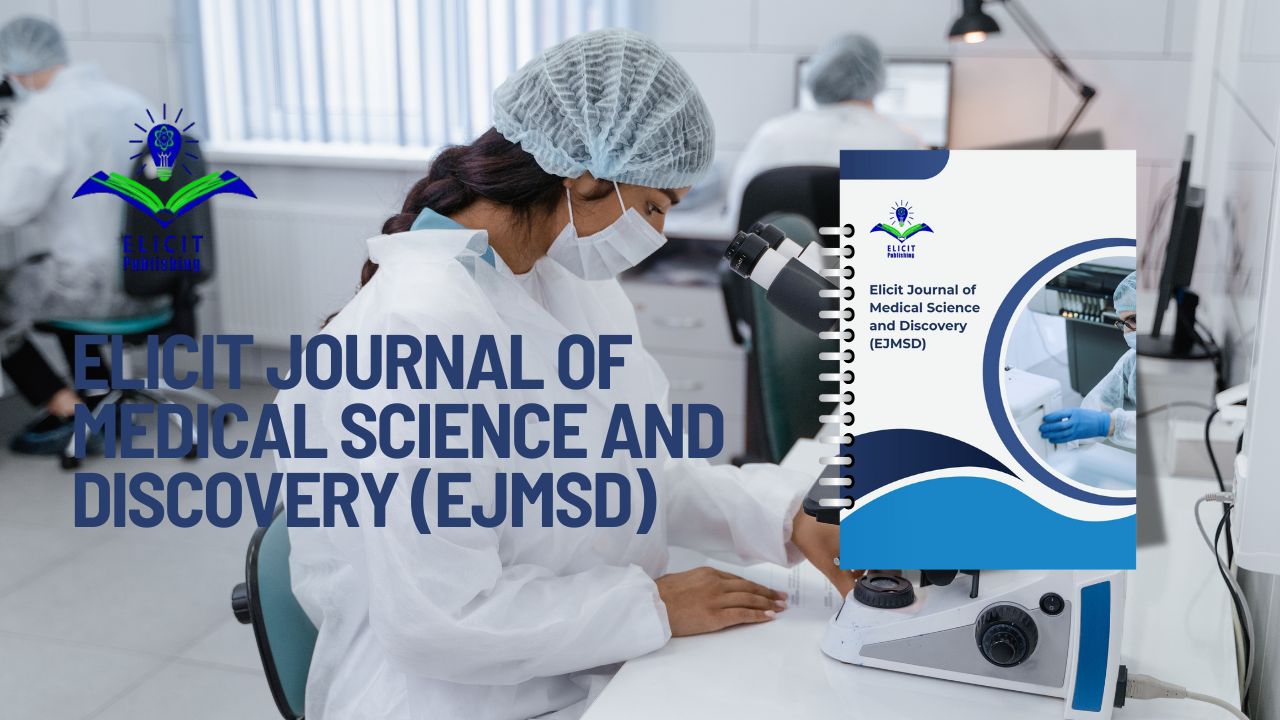 ELICIT
Publishing
ELICIT JOURNAL OF
MEDICAL SCIENCE AND
DISCOVERY (EJMSD)
ELICIT
Publishing
Elicit Journal of
Medical Science
and Discovery
(EJMSD)